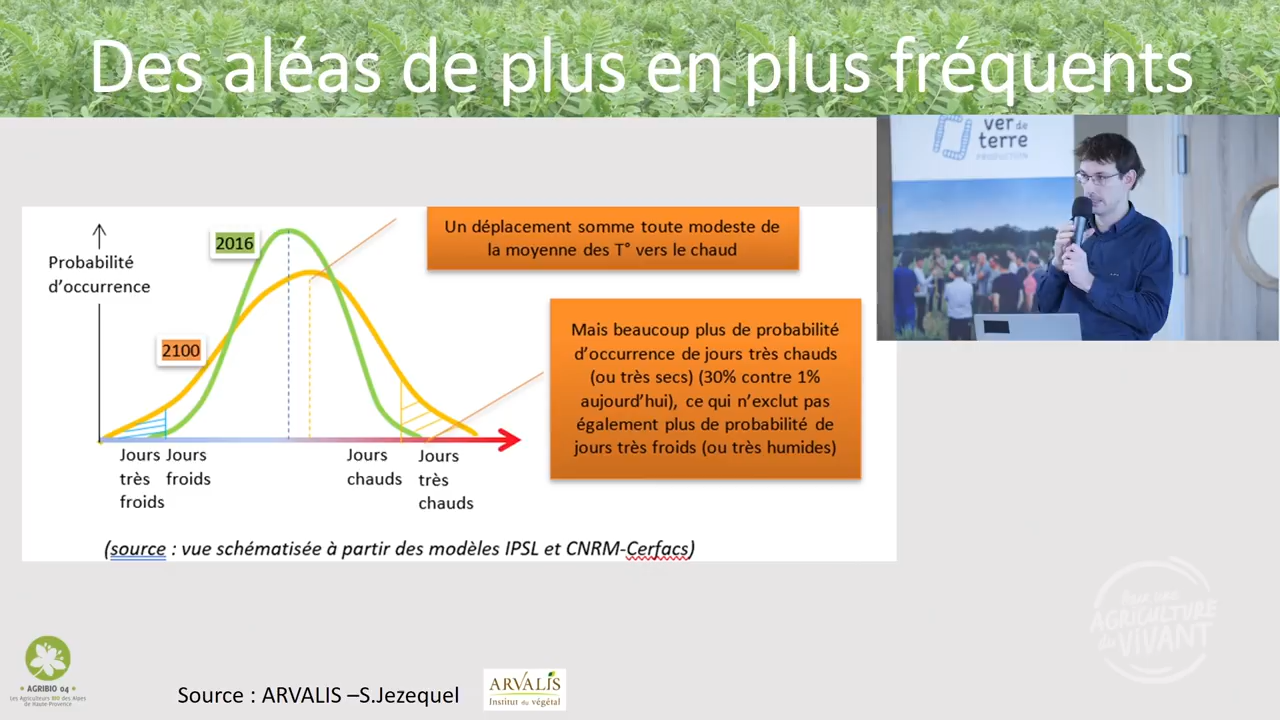 Des aléas de plus en plus fréquents
ver de
terre
PRODUCTION
Un déplacement somme toute modeste de
la moyenne des T° vers le chaud
2016
Probabilité
d'occurrence
2100
Mais beaucoup plus de probabilité
d'occurrence de jours très chauds
(ou très secs) (30% contre 1%
aujourd'hui), ce qui n'exclut pas
également plus de probabilité de
jours très froids (ou très humides)
Jours
très
froids
Jours
froids
Jours
chauds
Jours
très
chauds
(source : vue schématisée à partir des modèles IPSL et CNRM-Cerfacs)
Pour une
AGRICULTURE
du VIVANT
AGRIBIO 04
Les Agriculteurs BIO des Alpes
de Haute-Provence
Source : ARVALIS –S.Jezequel
ARVALIS
Institut du végétal